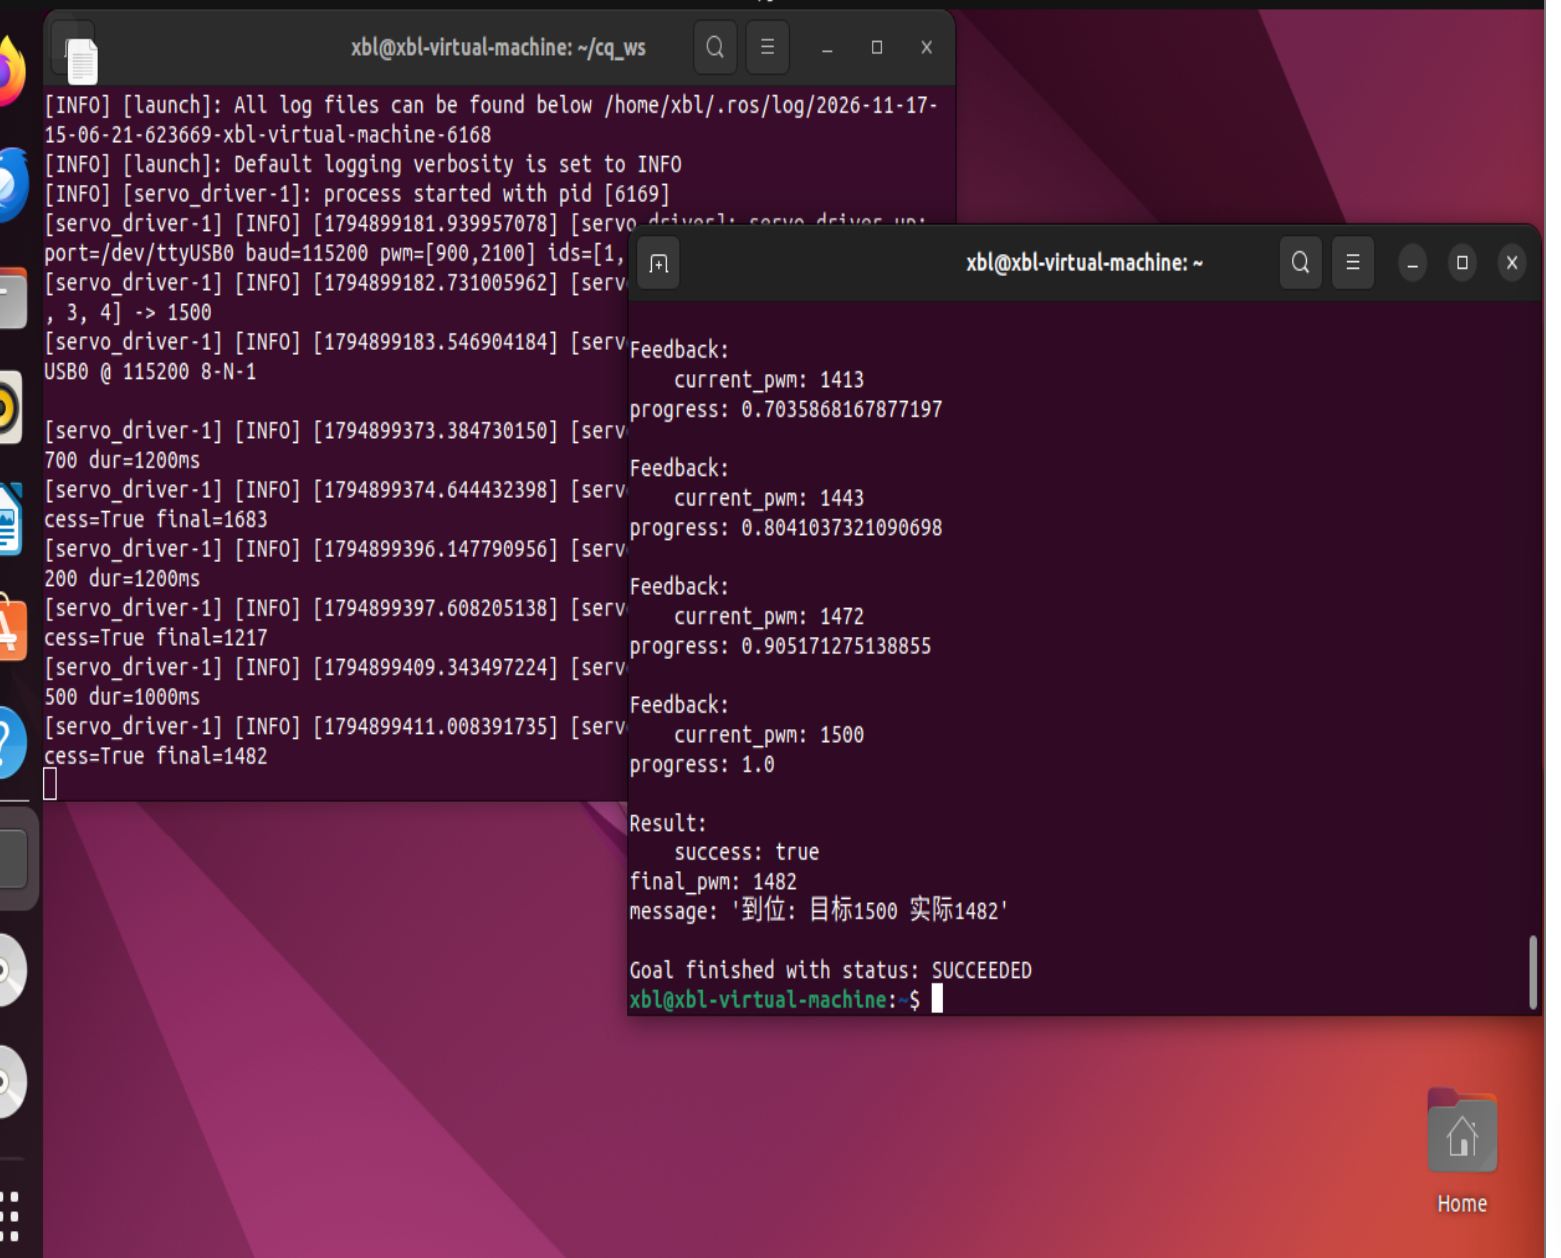 xbl@xbl-virtual-machine: ~/cq_ws
[INFO] [launch]: All log files can be found below /home/xbl/.ros/log/2026-11-17-
15-06-21-623669-xbl-virtual-machine-6168
[INFO] [launch]: Default logging verbosity is set to INFO
[INFO] [servo_driver-1]: process started with pid [6169]
[servo_driver-1] [INFO] [1794899181.939957078] [servo_driver]: servo_driver up:
port=/dev/ttyUSB0 baud=115200 pwm=[900,2100] ids=[1,
[servo_driver-1] [INFO] [1794899182.731005962] [serv
, 3, 4] -> 1500
[servo_driver-1] [INFO] [1794899183.546904184] [serv
USB0 @ 115200 8-N-1
[servo_driver-1] [INFO] [1794899373.384730150] [serv
700 dur=1200ms
[servo_driver-1] [INFO] [1794899374.644432398] [serv
cess=True final=1683
[servo_driver-1] [INFO] [1794899396.147790956] [serv
200 dur=1200ms
[servo_driver-1] [INFO] [1794899397.608205138] [serv
cess=True final=1217
[servo_driver-1] [INFO] [1794899409.343497224] [serv
500 dur=1000ms
[servo_driver-1] [INFO] [1794899411.008391735] [serv
cess=True final=1482
xbl@xbl-virtual-machine: ~
Feedback:
current_pwm: 1413
progress: 0.7035868167877197
Feedback:
current_pwm: 1443
progress: 0.8041037321090698
Feedback:
current_pwm: 1472
progress: 0.905171275138855
Feedback:
current_pwm: 1500
progress: 1.0
Result:
success: true
final_pwm: 1482
message: '到位: 目标1500 实际1482'
Goal finished with status: SUCCEEDED
xbl@xbl-virtual-machine:~$
Home